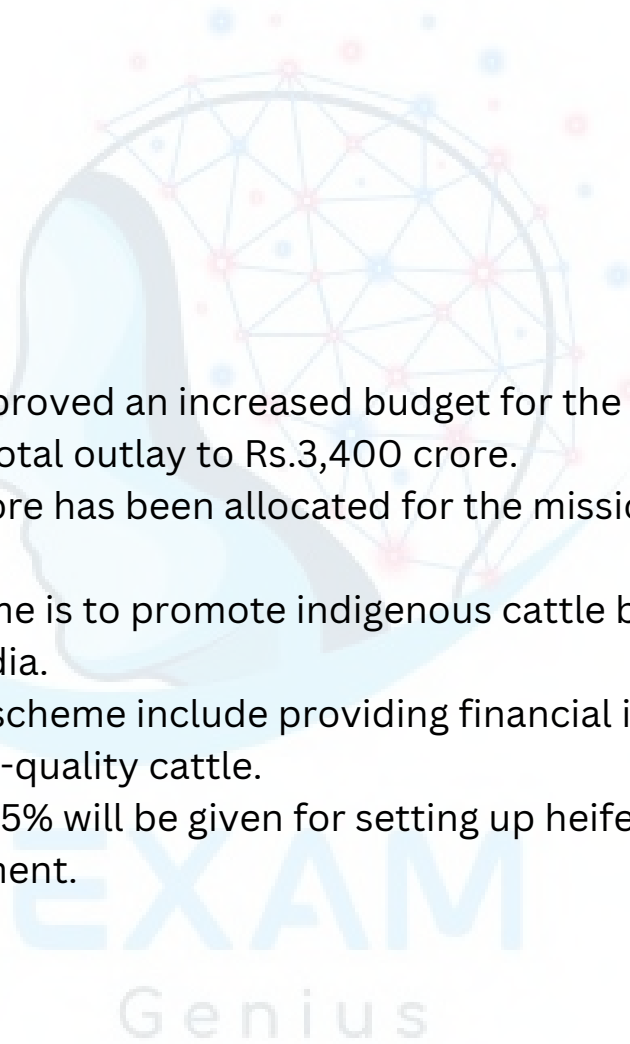 proved an increased budget for the
otal outlay to Rs.3,400 crore.
ore has been allocated for the missio
me is to promote indigenous cattle b
dia.
scheme include providing financial i
-quality cattle.
5% will be given for setting up heife
ment.
EXAM
Genius